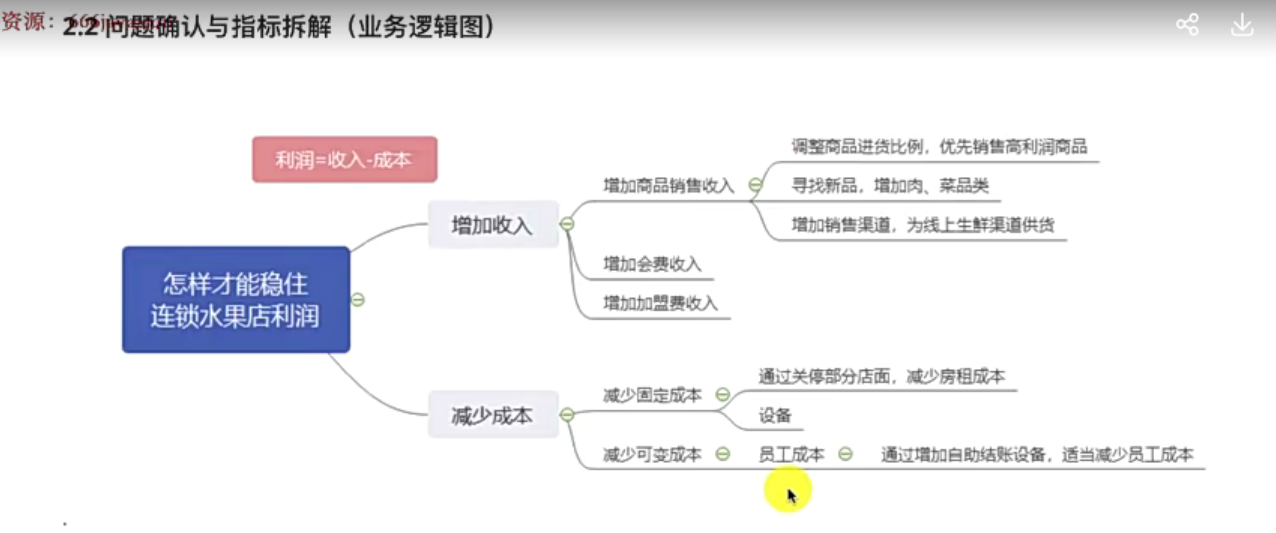 资源：
2.2 问题确认与指标拆解（业务逻辑图）
利润=收入-成本
怎样才能稳住
连锁水果店利润
增加收入
增加商品销售收入
调整商品进货比例，优先销售高利润商品
寻找新品，增加肉、菜品类
增加销售渠道，为线上生鲜渠道供货
增加会费收入
增加加盟费收入
减少成本
减少固定成本
通过关停部分店面，减少房租成本
设备
减少可变成本
员工成本
通过增加自助结账设备，适当减少员工成本